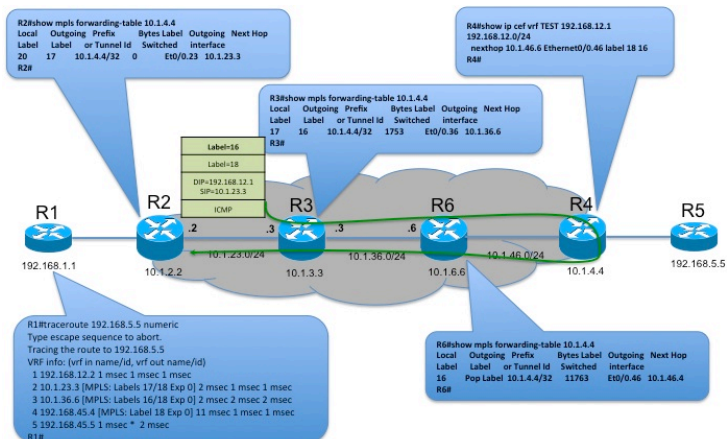 R2#show mpls forwarding-table 10.1.4.4
Local Outgoing Prefix Bytes Label Outgoing Next Hop
Label Label or Tunnel Id Switched interface
20 17 10.1.4.4/32 0 Et0/0.23 10.1.23.3
R2#
R4#show ip cef vrf TEST 192.168.12.1
192.168.12.0/24
nexthop 10.1.46.6 Ethernet0/0.46 label 18 16
R4#
R3#show mpls forwarding-table 10.1.4.4
Local Outgoing Prefix Bytes Label Outgoing Next Hop
Label Label or Tunnel Id Switched interface
17 16 10.1.4.4/32 1753 Et0/0.36 10.1.36.6
R3#
Label=16
Label=18
DIP=192.168.12.1
SIP=10.1.23.3
ICMP
R1
R2
R3
R6
R4
R5
.2
.3
.3
.6
192.168.1.1
10.1.2.2
10.1.23.0/24
10.1.3.3
10.1.36.0/24
10.1.6.6
10.1.46.0/24
10.1.4.4
192.168.5.5
R1#traceroute 192.168.5.5 numeric
Type escape sequence to abort.
Tracing the route to 192.168.5.5
VRF info: (vrf in name/id, vrf out name/id)
1 192.168.12.2 1 msec 1 msec 1 msec
2 10.1.23.3 [MPLS: Labels 17/18 Exp 0] 2 msec 1 msec 1 msec
3 10.1.36.6 [MPLS: Labels 16/18 Exp 0] 2 msec 2 msec 2 msec
4 192.168.45.4 [MPLS: Label 18 Exp 0] 11 msec 1 msec 1 msec
5 192.168.45.5 1 msec * 2 msec
R1#
R6#show mpls forwarding-table 10.1.4.4
Local Outgoing Prefix Bytes Label Outgoing Next Hop
Label Label or Tunnel Id Switched interface
16 Pop Label 10.1.4.4/32 11763 Et0/0.46 10.1.46.4
R6#